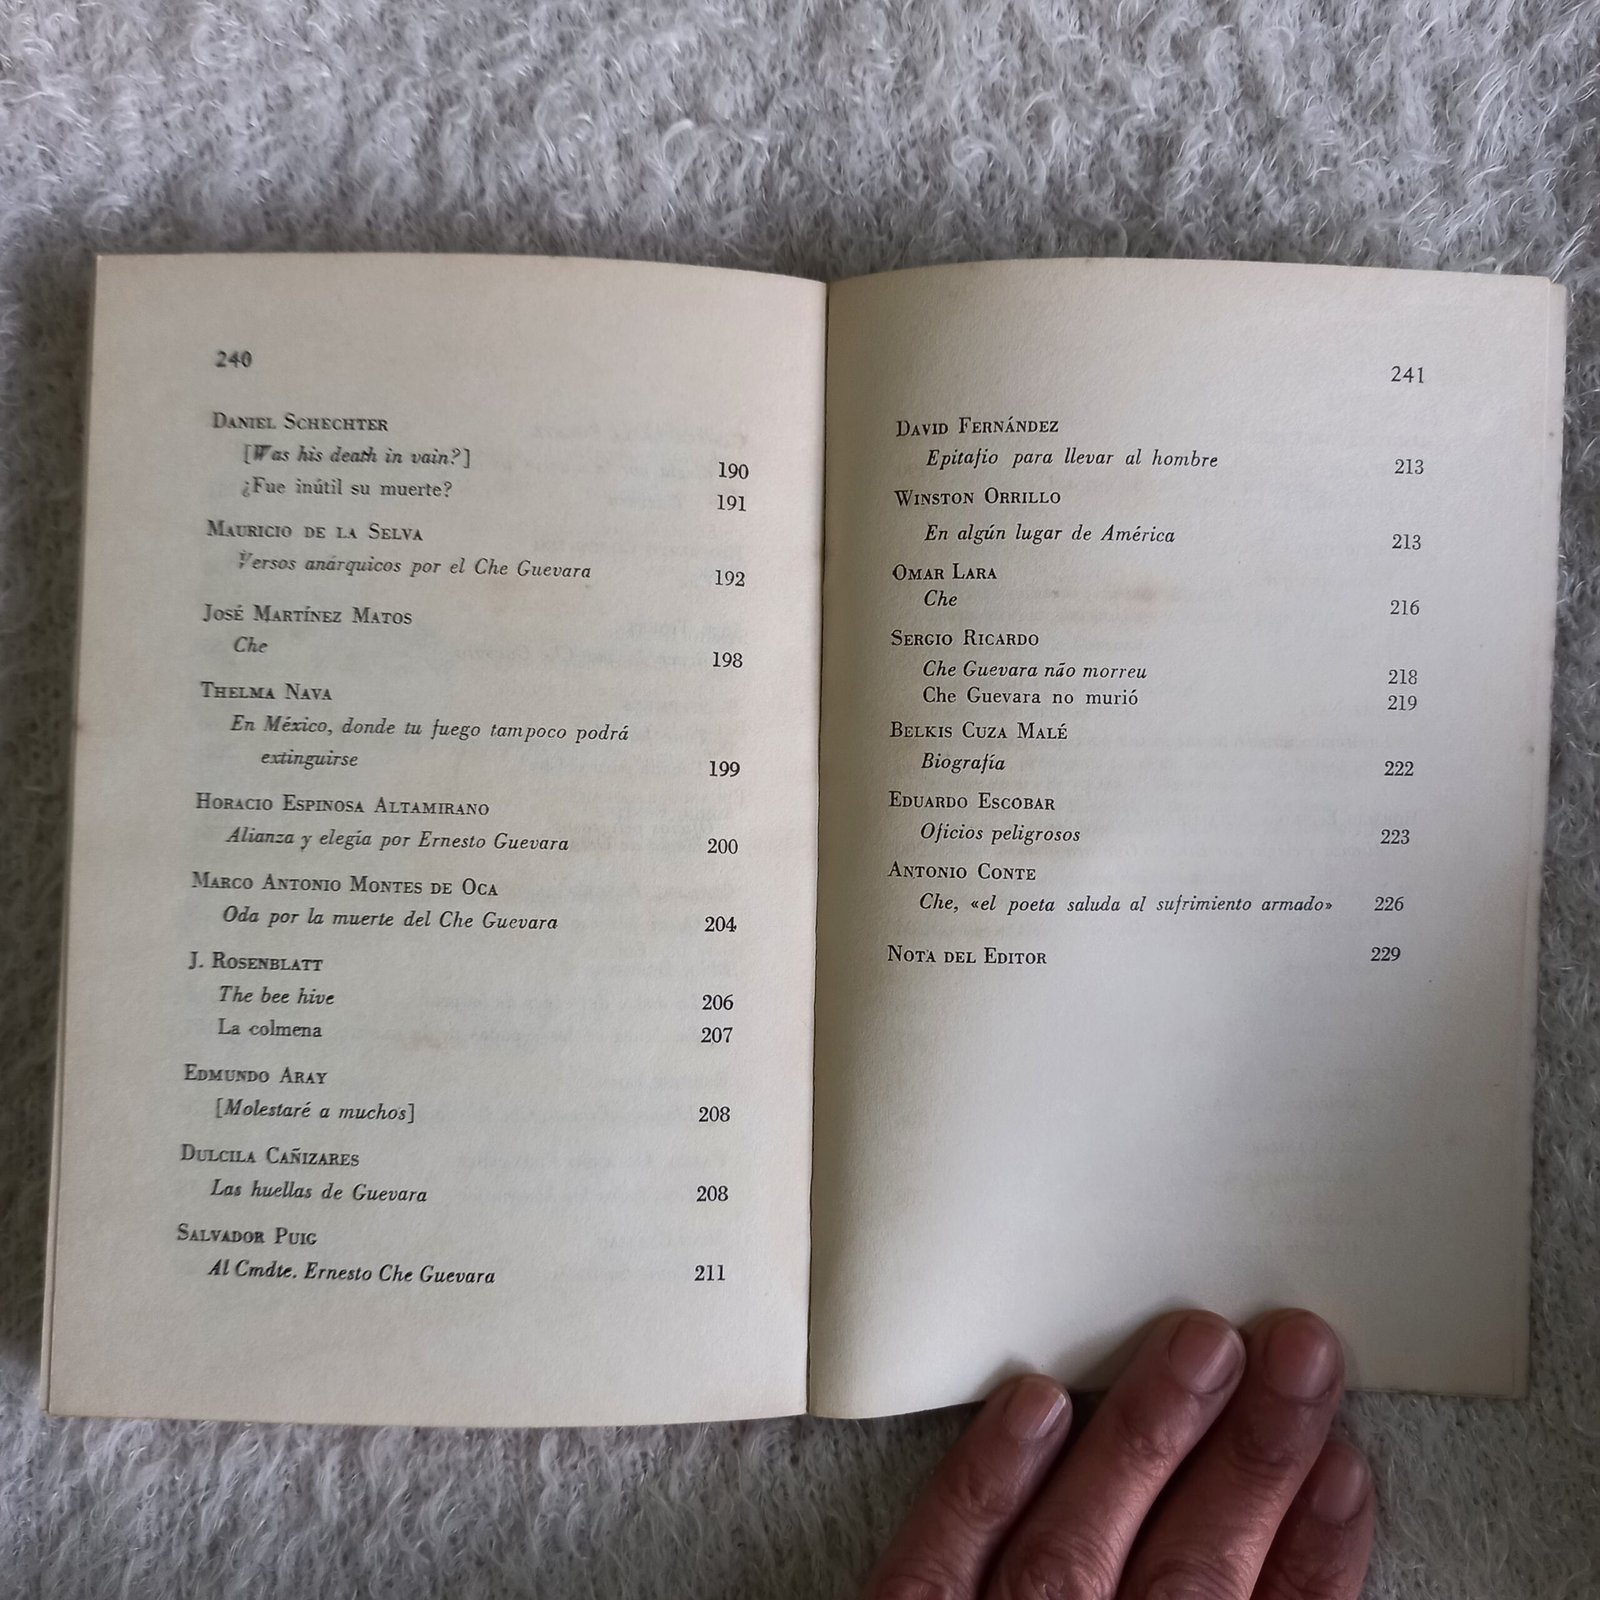 240
DANIEL SCHECHTER
[Was his death in vain?] 190
¿Fue inútil su muerte? 191
MAURICIO DE LA SELVA
Versos anárquicos por el Che Guevara 192
JOSÉ MARTÍNEZ MATOS
Che 198
THELMA NAVA
En México, donde tu fuego tampoco podrá
extinguirse 199
HORACIO ESPINOSA ALTAMIRANO
Alianza y elegía por Ernesto Guevara 200
MARCO ANTONIO MONTES DE OCA
Oda por la muerte del Che Guevara 204
J. ROSENBLATT
The bee hive 206
La colmena 207
EDMUNDO ARAY
[Molestaré a muchos] 208
DULCILA CAÑIZARES
Las huellas de Guevara 208
SALVADOR PUIG
Al Cmdte. Ernesto Che Guevara 211
241
DAVID FERNÁNDEZ
Epitafio para llevar al hombre 213
WINSTON ORRILLO
En algún lugar de América 213
OMAR LARA
Che 216
SERGIO RICARDO
Che Guevara não morreu 218
Che Guevara no murió 219
BELKIS CUZA MALÉ
Biografía 222
EDUARDO ESCOBAR
Oficios peligrosos 223
ANTONIO CONTE
Che, «el poeta saluda al sufrimiento armado» 226
NOTA DEL EDITOR 229